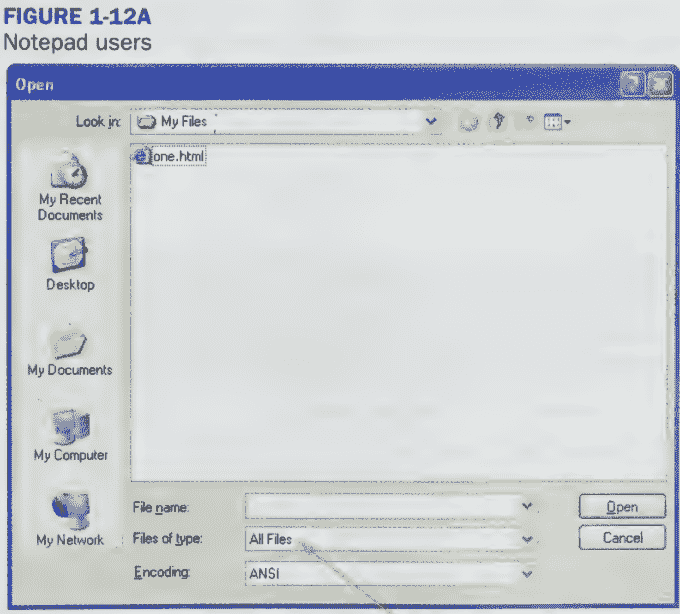 FIGURE 1-12A
Notepad users
Open
Look in: My Files
one.html
My Recent
Documents
Desktop
My Documents
My Computer
My Network
File name:
Open
Files of type: All Files
Cancel
Encoding: ANSI